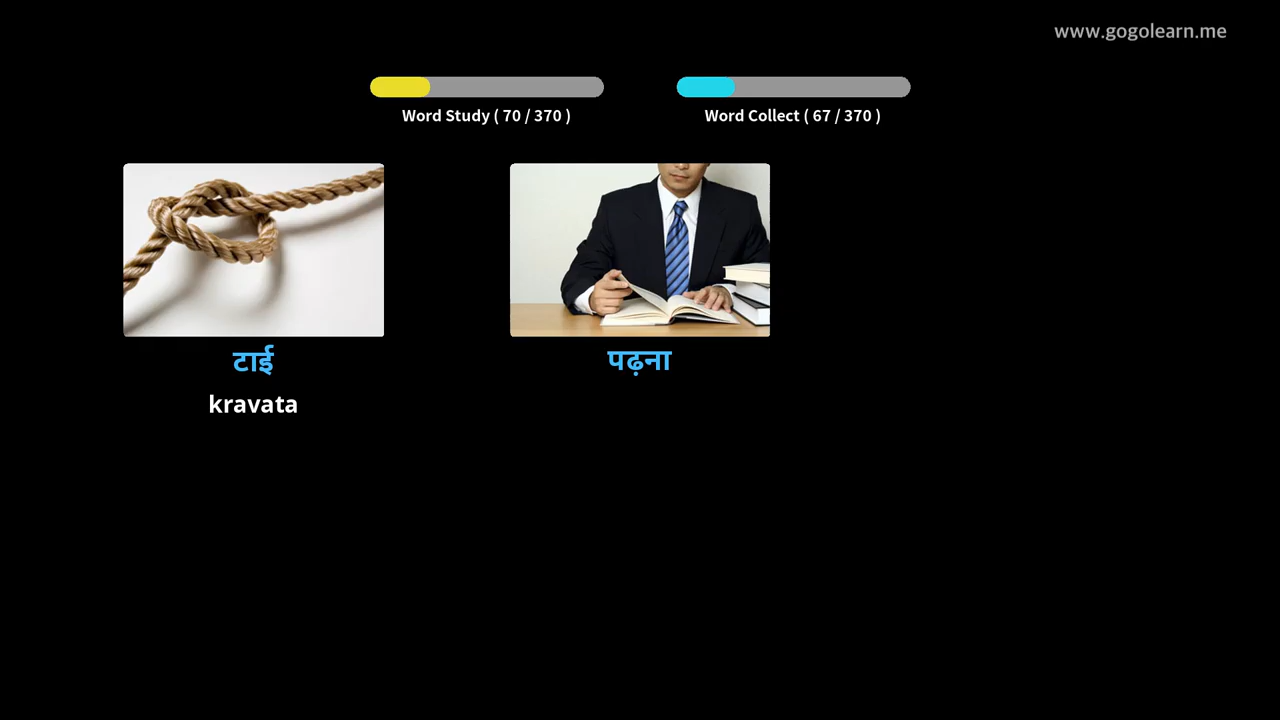 www.gogolearn.me
Word Study ( 70 / 370 )
Word Collect ( 67 / 370 )
टाई
kravata
पढ़ना